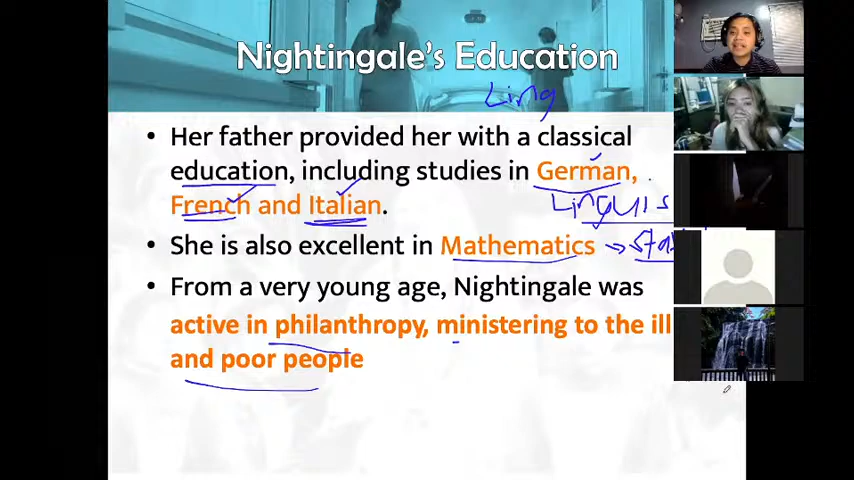 Nightingale's Education
Ling
• Her father provided her with a classical
education, including studies in German,
French and Italian.
Linguis
• She is also excellent in Mathematics → sta
• From a very young age, Nightingale was
active in philanthropy, ministering to the ill
and poor people